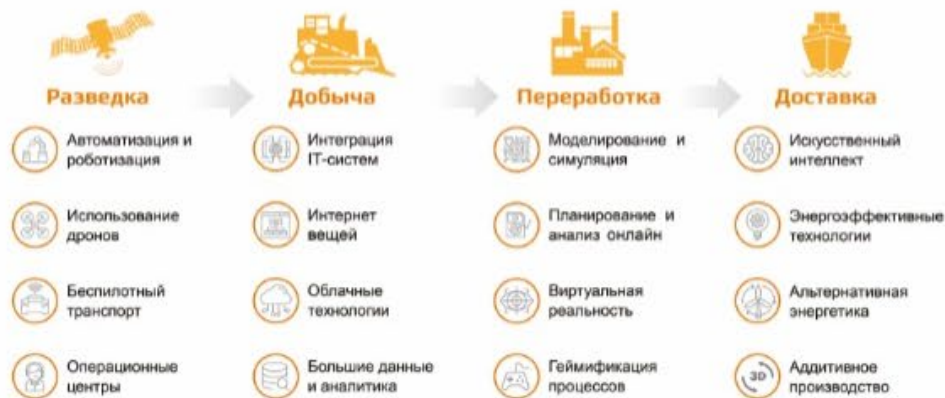 Разведка
Добыча
Переработка
Доставка
Автоматизация и
роботизация
Интеграция
IT-систем
Моделирование и
симуляция
Искусственный
интеллект
Использование
дронов
Интернет
вещей
Планирование и
анализ онлайн
Энергоэффективные
технологии
Беспилотный
транспорт
Облачные
технологии
Виртуальная
реальность
Альтернативная
энергетика
Операционные
центры
Большие данные
и аналитика
Геймификация
процессов
3D
Аддитивное
производство